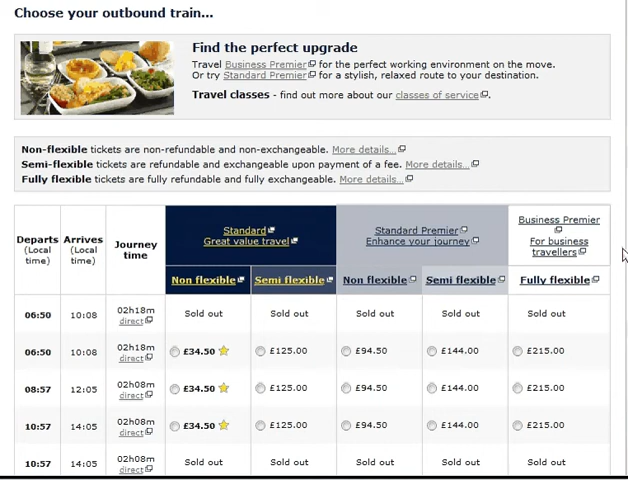 Choose your outbound train...
Find the perfect upgrade
Travel Business Premier for the perfect working environment on the move.
Or try Standard Premier for a stylish, relaxed route to your destination.
Travel classes - find out more about our classes of service.
Non-flexible tickets are non-refundable and non-exchangeable. More details...
Semi-flexible tickets are refundable and exchangeable upon payment of a fee. More details...
Fully flexible tickets are fully refundable and fully exchangeable. More details...
Departs (Local time)
Arrives (Local time)
Journey time
Standard
Great value travel
Standard Premier
Enhance your journey
Business Premier
For business travellers
Non flexible Semi flexible Non flexible Semi flexible Fully flexible
06:50 10:08 02h18m direct Sold out Sold out Sold out Sold out Sold out
06:50 10:08 02h18m direct £34.50 £125.00 £94.50 £144.00 £215.00
08:57 12:05 02h08m direct £34.50 £125.00 £94.50 £144.00 £215.00
10:57 14:05 02h08m direct £34.50 £125.00 £94.50 £144.00 £215.00
10:57 14:05 02h08m direct Sold out Sold out Sold out Sold out Sold out